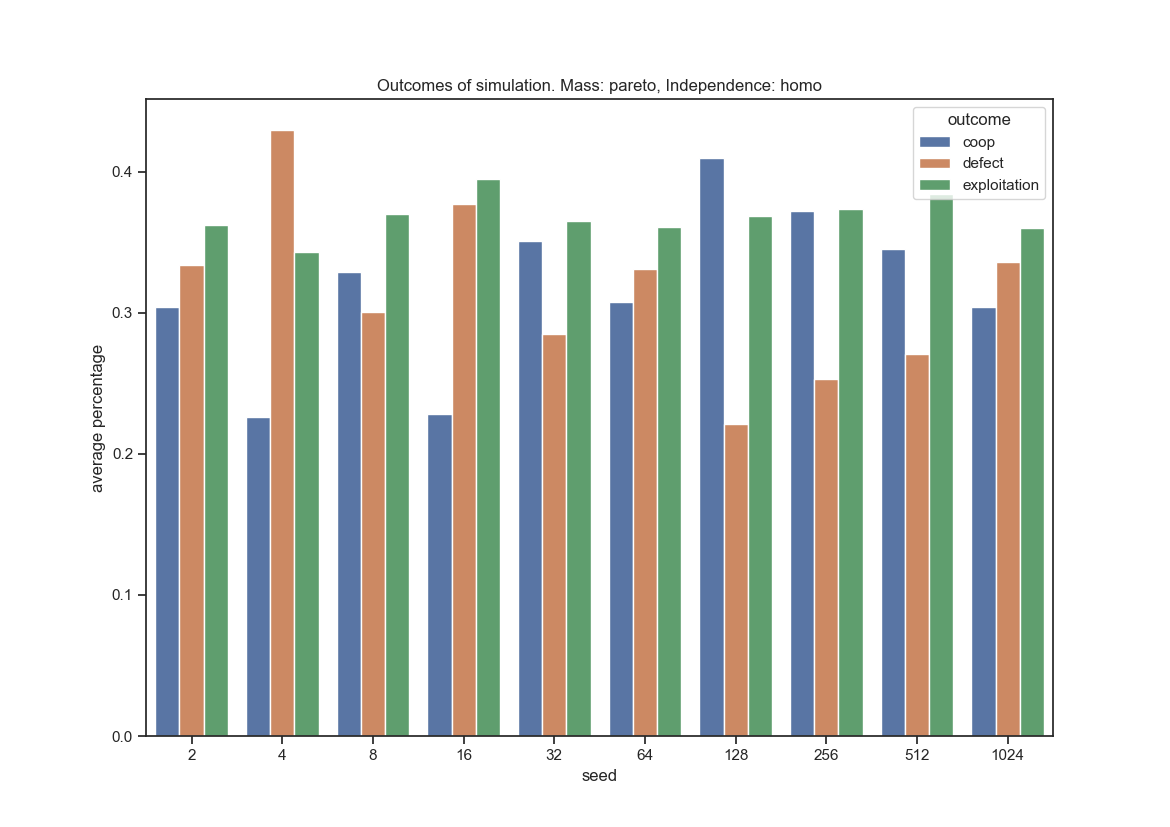 Outcomes of simulation. Mass: pareto, Independence: homo
outcome
coop
defect
exploitation
average percentage
0.4
0.3
0.2
0.1
0.0
2 4 8 16 32 64 128 256 512 1024
seed